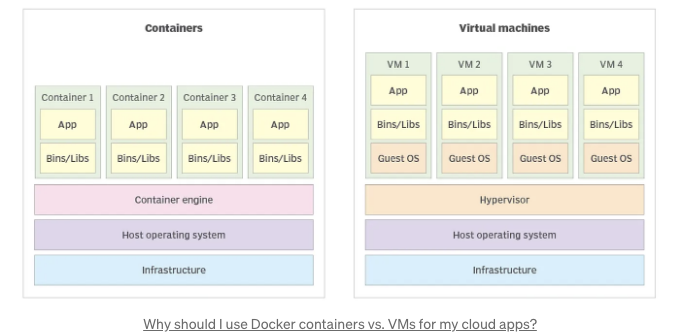 Containers
Container 1 Container 2 Container 3 Container 4
App App App App
Bins/Libs Bins/Libs Bins/Libs Bins/Libs
Container engine
Host operating system
Infrastructure
Virtual machines
VM 1 VM 2 VM 3 VM 4
App App App App
Bins/Libs Bins/Libs Bins/Libs Bins/Libs
Guest OS Guest OS Guest OS Guest OS
Hypervisor
Host operating system
Infrastructure
Why should I use Docker containers vs. VMs for my cloud apps?